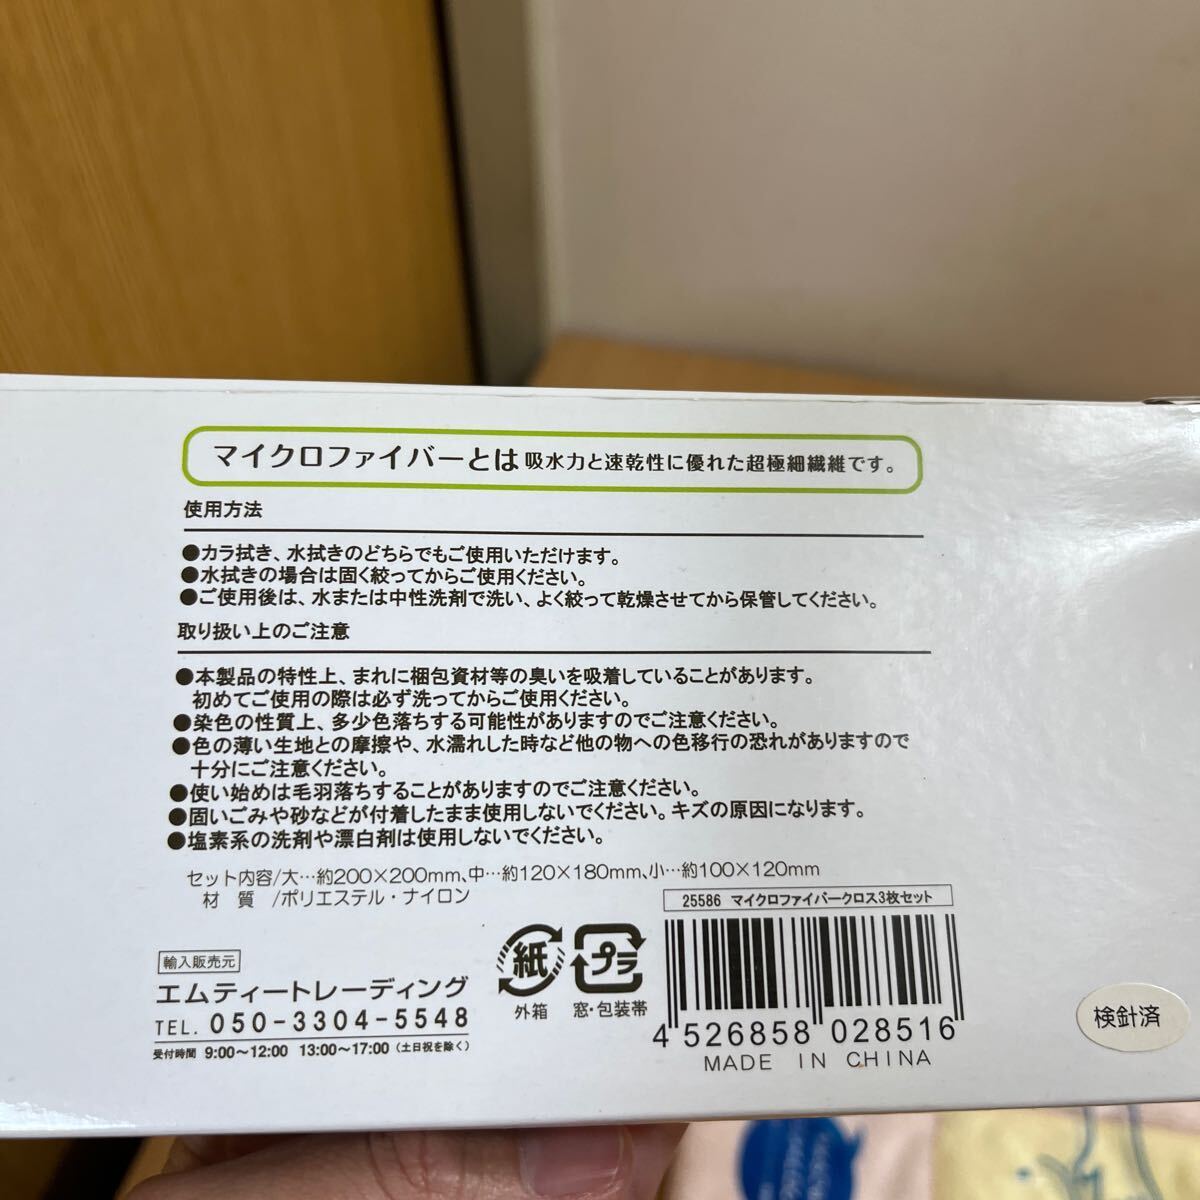 マイクロファイバーとは 吸水力と速乾性に優れた超極細繊維です。
使用方法
●カラ拭き、水拭きのどちらでもご使用いただけます。
●水拭きの場合は固く絞ってからご使用ください。
●ご使用後は、水または中性洗剤で洗い、よく絞って乾燥させてから保管してください。
取り扱い上のご注意
●本製品の特性上、まれに梱包資材等の臭いを吸着していることがあります。
初めてご使用の際は必ず洗ってからご使用ください。
●染色の性質上、多少色落ちする可能性がありますのでご注意ください。
●色の薄い生地との摩擦や、水濡れした時など他の物への色移行の恐れがありますので
十分にご注意ください。
●使い始めは毛羽落ちすることがありますのでご注意ください。
●固いごみや砂などが付着したまま使用しないでください。キズの原因になります。
●塩素系の洗剤や漂白剤は使用しないでください。
セット内容/大…約200×200mm、中…約120×180mm、小…約100×120mm
材 質 /ポリエステル・ナイロン
25586 マイクロファイバークロス3枚セット
輸入販売元
エムティートレーディング
TEL. 050-3304-5548
受付時間 9:00〜12:00 13:00〜17:00 (土日祝を除く)
紙
外箱
プラ
窓・包装帯
4 526858 028516
MADE IN CHINA
検針済